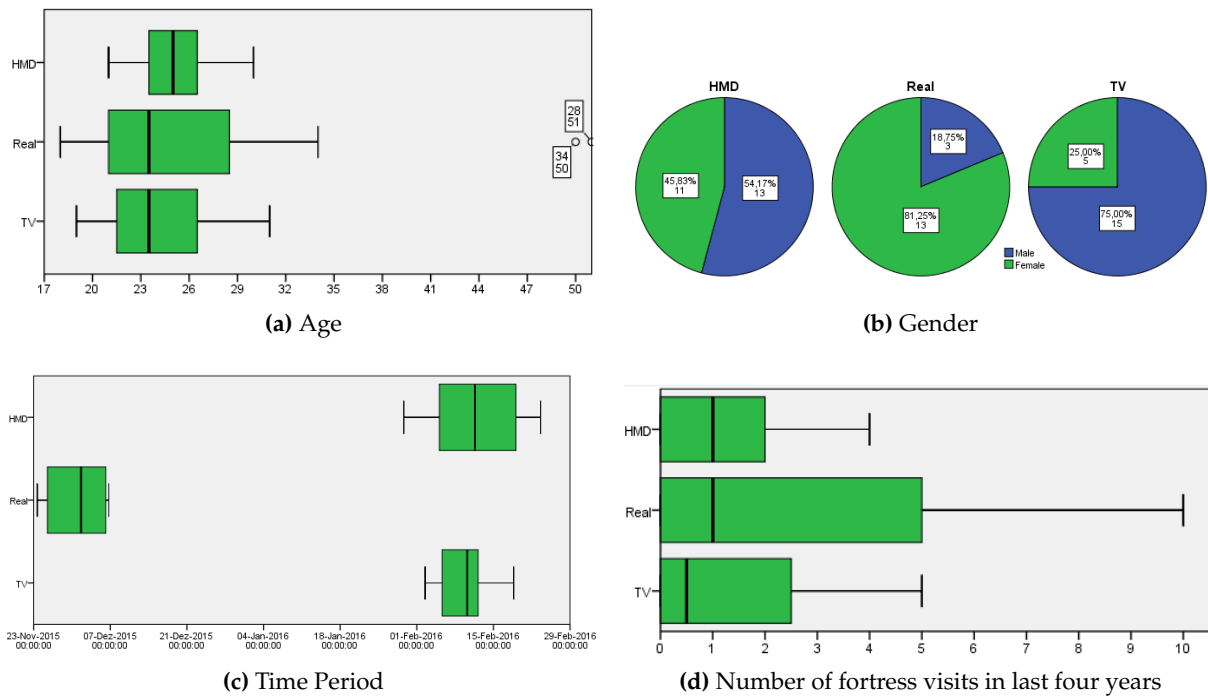 HMD
Real
TV
28
51
34
50
17 20 23 26 29 32 35 38 41 44 47 50
(a) Age
HMD
Real
TV
45,83%
11
54,17%
13
18,75%
3
81,25%
13
25,00%
5
75,00%
15
Male
Female
(b) Gender
HMD
Real
TV
23-Nov-2015 07-Dez-2015 21-Dez-2015 04-Jan-2016 18-Jan-2016 01-Feb-2016 15-Feb-2016 29-Feb-2016
00:00:00 00:00:00 00:00:00 00:00:00 00:00:00 00:00:00 00:00:00 00:00:00
(c) Time Period
HMD
Real
TV
0 1 2 3 4 5 6 7 8 9 10
(d) Number of fortress visits in last four years